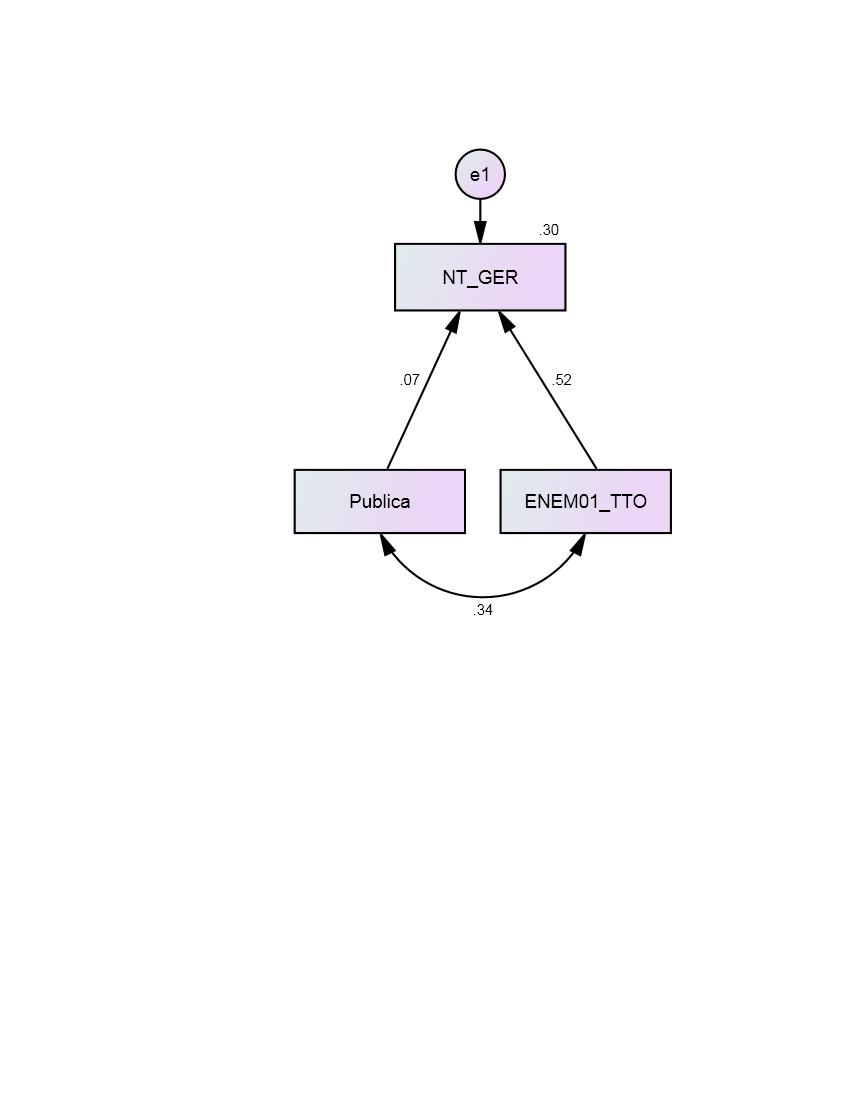 e1
.30
NT_GER
.07
.52
Publica
ENEM01_TTO
.34